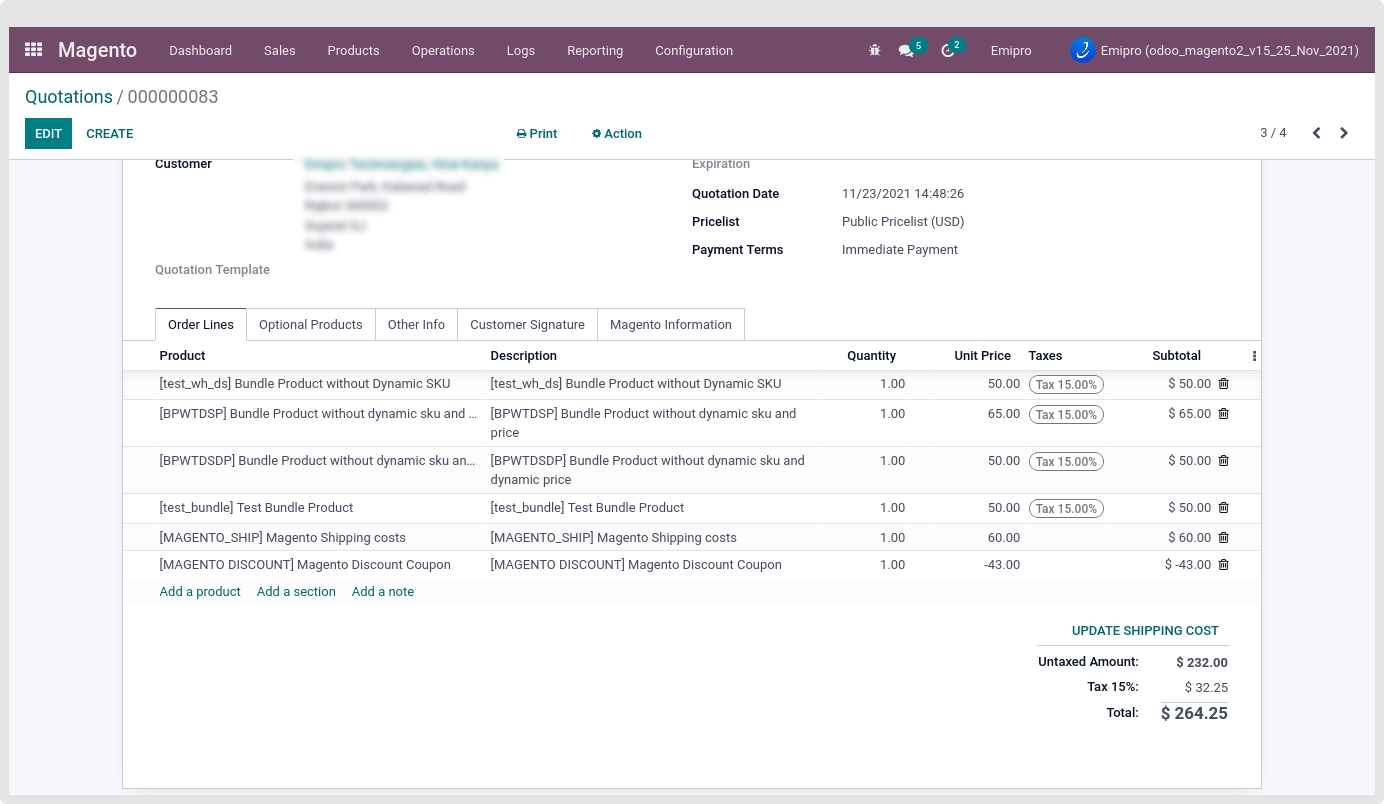 Magento Dashboard Sales Products Operations Logs Reporting Configuration 5 2 Emipro Emipro (odoo_magento2_v15_25_Nov_2021)
Quotations / 000000083
EDIT CREATE Print Action 3 / 4
Customer Expiration
Quotation Date 11/23/2021 14:48:26
Pricelist Public Pricelist (USD)
Payment Terms Immediate Payment
Quotation Template
Order Lines Optional Products Other Info Customer Signature Magento Information
Product Description Quantity Unit Price Taxes Subtotal
[test_wh_ds] Bundle Product without Dynamic SKU [test_wh_ds] Bundle Product without Dynamic SKU 1.00 50.00 Tax 15.00% $ 50.00
[BPWTDSP] Bundle Product without dynamic sku and ... [BPWTDSP] Bundle Product without dynamic sku and 1.00 65.00 Tax 15.00% $ 65.00
price
[BPWTDSDP] Bundle Product without dynamic sku an... [BPWTDSDP] Bundle Product without dynamic sku and 1.00 50.00 Tax 15.00% $ 50.00
dynamic price
[test_bundle] Test Bundle Product [test_bundle] Test Bundle Product 1.00 50.00 Tax 15.00% $ 50.00
[MAGENTO_SHIP] Magento Shipping costs [MAGENTO_SHIP] Magento Shipping costs 1.00 60.00 $ 60.00
[MAGENTO DISCOUNT] Magento Discount Coupon [MAGENTO DISCOUNT] Magento Discount Coupon 1.00 -43.00 $ -43.00
Add a product Add a section Add a note
UPDATE SHIPPING COST
Untaxed Amount: $ 232.00
Tax 15%: $ 32.25
Total: $ 264.25